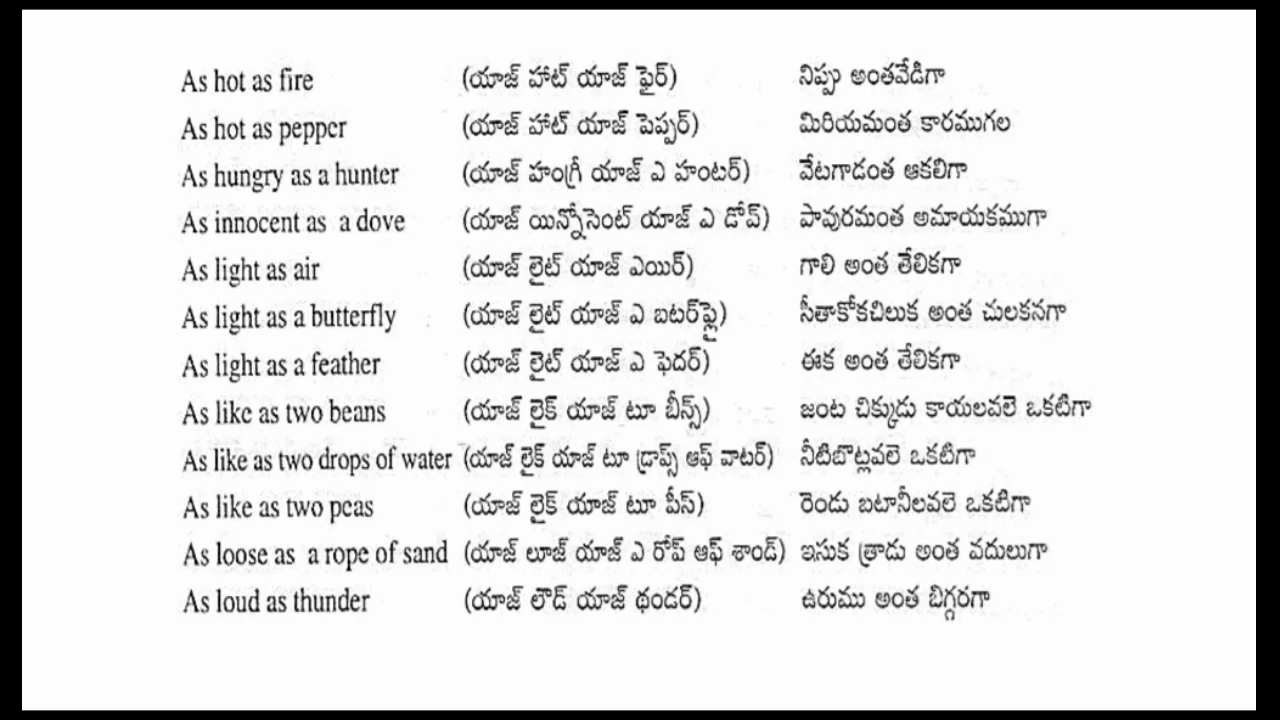 As hot as fire (యాజ్ హాట్ యాజ్ ఫైర్) నిప్పు అంతవేడిగా
As hot as pepper (యాజ్ హాట్ యాజ్ పెప్పర్) మిరియమంత కారముగల
As hungry as a hunter (యాజ్ హంగ్రీ యాజ్ ఎ హంటర్) వేటగాడంత ఆకలిగా
As innocent as a dove (యాజ్ యిన్నోసెంట్ యాజ్ ఎ డోవ్) పావురమంత అమాయకముగా
As light as air (యాజ్ లైట్ యాజ్ ఎయిర్) గాలి అంత తేలికగా
As light as a butterfly (యాజ్ లైట్ యాజ్ ఎ బటర్‌ఫ్లై) సీతాకోకచిలుక అంత చులకనగా
As light as a feather (యాజ్ లైట్ యాజ్ ఎ ఫెదర్) ఈక అంత తేలికగా
As like as two beans (యాజ్ లైక్ యాజ్ టూ బీన్స్) జంట చిక్కుడు కాయలవలె ఒకటిగా
As like as two drops of water (యాజ్ లైక్ యాజ్ టూ డ్రాప్స్ ఆఫ్ వాటర్) నీటిబొట్లవలె ఒకటిగా
As like as two peas (యాజ్ లైక్ యాజ్ టూ పీస్) రెండు బటానీలవలె ఒకటిగా
As loose as a rope of sand (యాజ్ లూజ్ యాజ్ ఎ రోప్ ఆఫ్ శాండ్) ఇసుక త్రాడు అంత వదులుగా
As loud as thunder (యాజ్ లౌడ్ యాజ్ థండర్) ఉరుము అంత బిగ్గరగా